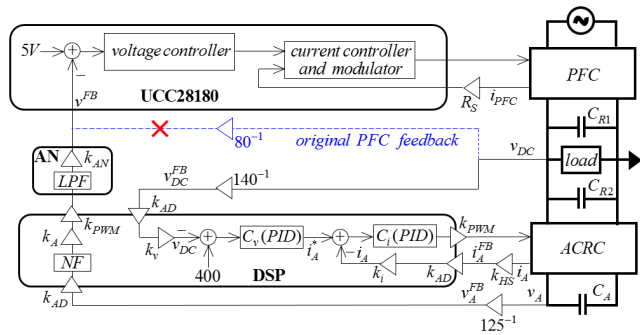 5V
+
−
voltage controller
current controller
and modulator
PFC
v^FB
UCC28180
R_S
i_PFC
C_R1
80^-1
original PFC feedback
v_DC
load
AN
k_AN
LPF
v_DC^FB
140^-1
C_R2
k_AD
k_PWM
k_A
k_v
−
v_DC
+
C_v(PID)
i_A^*
+
− i_A
C_i(PID)
k_PWM
ACRC
NF
400
DSP
k_i
k_AD
i_A^FB
k_HS
i_A
k_AD
v_A^FB
125^-1
v_A
C_A